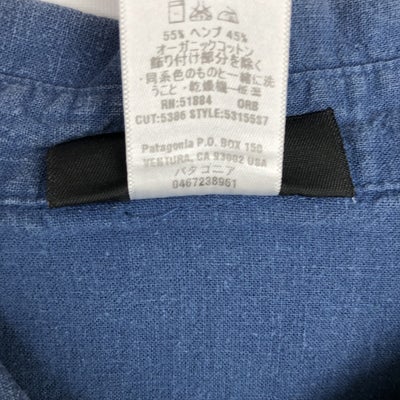 55% ヘンプ 45%
オーガニックコットン
飾り付け部分を除く
・同系色のものと一緒に洗
うこと・乾燥機・低温
RN:51884 ORB
CUT:5386 STYLE:53155S7
Patagonia P.O. BOX 150
VENTURA, CA 93002 USA
パタゴニア
0467238961